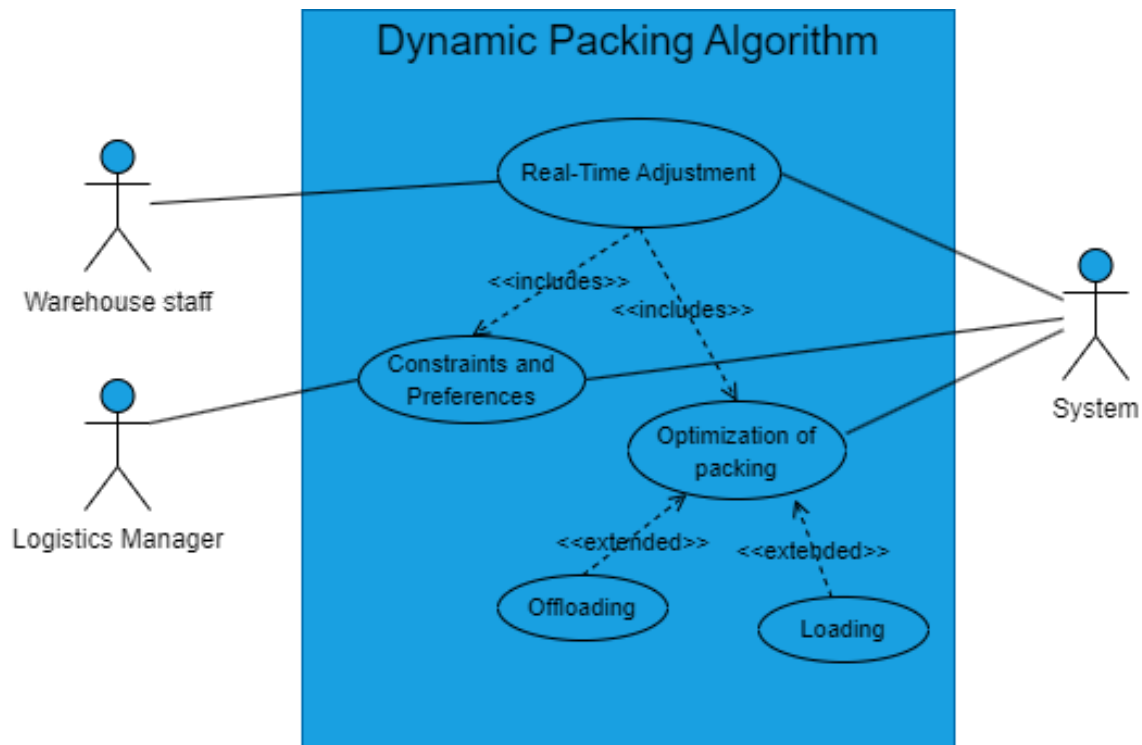 Dynamic Packing Algorithm
Real-Time Adjustment
Warehouse staff
<<includes>>
<<includes>>
Constraints and
Preferences
System
Optimization of
packing
Logistics Manager
<<extended>>
<<extended>>
Offloading
Loading